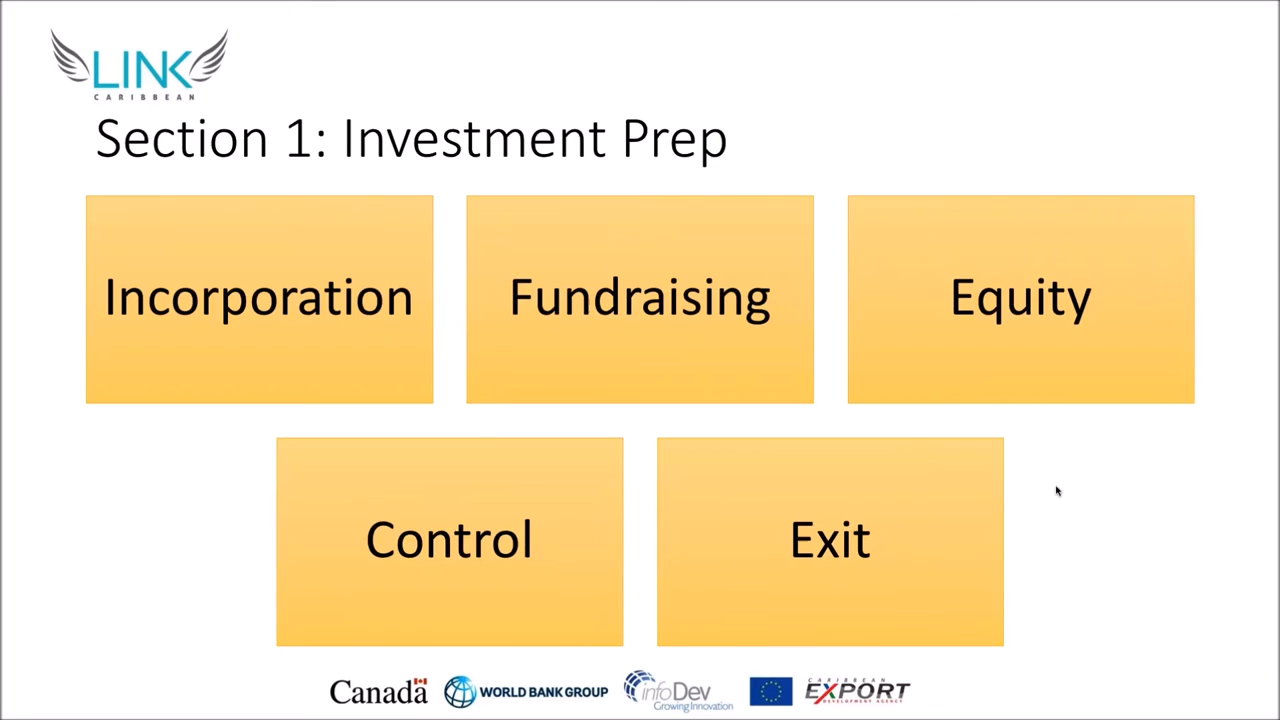 LINK
CARIBBEAN
Section 1: Investment Prep
Incorporation
Fundraising
Equity
Control
Exit
Canada
WORLD BANK GROUP
infoDev
Growing Innovation
CARIBBEAN
EXPORT
DEVELOPMENT AGENCY